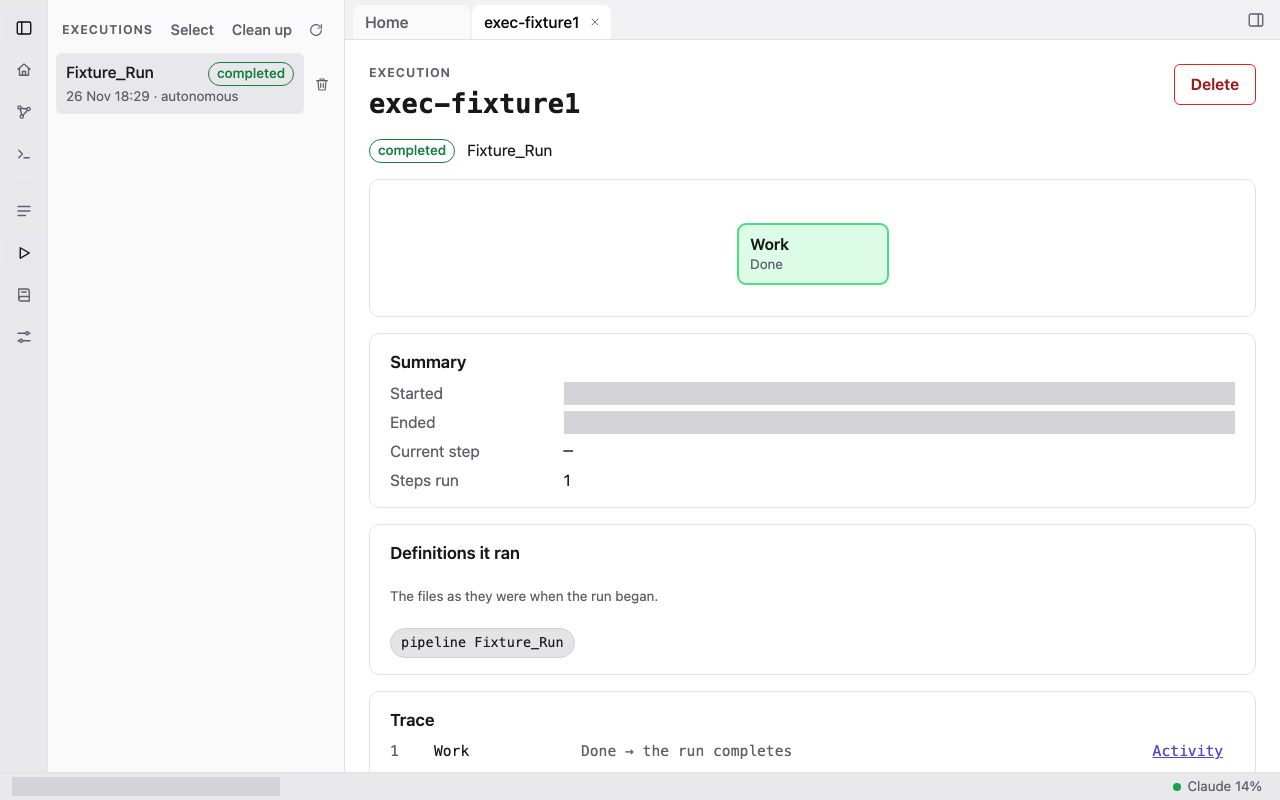 EXECUTIONS Select Clean up
Fixture_Run completed
26 Nov 18:29 · autonomous
Home exec-fixture1 ×
EXECUTION
exec-fixture1
Delete
completed Fixture_Run
Work
Done
Summary
Started
Ended
Current step —
Steps run 1
Definitions it ran
The files as they were when the run began.
pipeline Fixture_Run
Trace
1 Work Done → the run completes Activity
Claude 14%